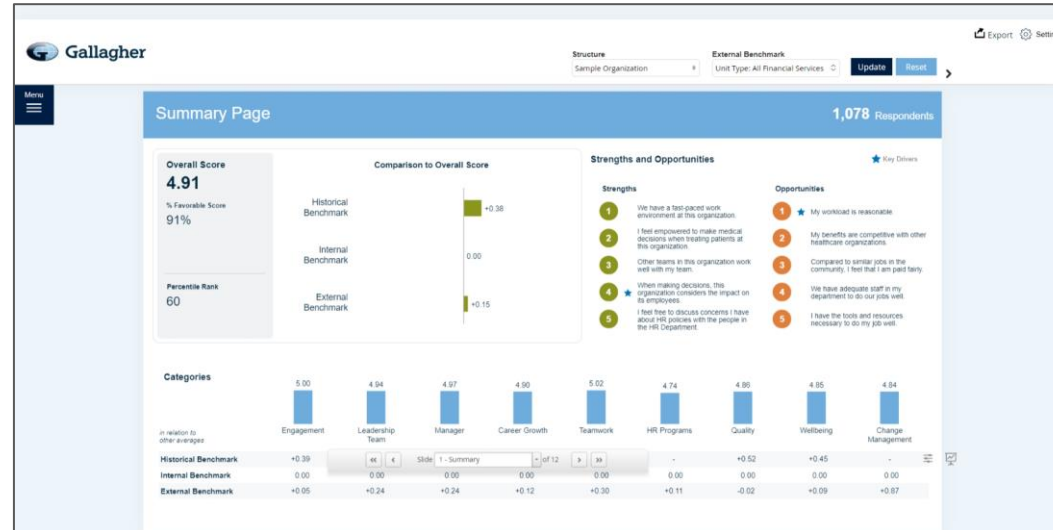 Export Settin
Gallagher
Structure
External Benchmark
Sample Organization
Unit Type: All Financial Services
Update
Reset
Menu
Summary Page
1,078 Respondents
Overall Score
4.91
% Favorable Score
91%
Percentile Rank
60
Comparison to Overall Score
Historical
Benchmark
+0.38
Internal
Benchmark
0.00
External
Benchmark
+0.15
Strengths and Opportunities
Key Drivers
Strengths
1 We have a fast-paced work
environment at this organization.
2 I feel empowered to make medical
decisions when treating patients at
this organization.
3 Other teams in this organization work
well with my team.
4 When making decisions, this
organization considers the impact on
its employees.
5 I feel free to discuss concerns I have
about HR policies with the people in
the HR Department.
Opportunities
1 My workload is reasonable
2 My benefits are competitive with other
healthcare organizations
3 Compared to similar jobs in the
community, I feel that I am paid fairly.
4 We have adequate staff in my
department to do our jobs well.
5 I have the tools and resources
necessary to do my job well.
Categories
5.00 4.94 4.97 4.90 5.02 4.74 4.86 4.85 4.84
in relation to
other averages
Engagement Leadership Team Manager Career Growth Teamwork HR Programs Quality Wellbeing Change Management
Historical Benchmark +0.39 - +0.52 +0.45 -
Slide 1 - Summary of 12
Internal Benchmark 0.00 0.00 0.00 0.00 0.00 0.00 0.00 0.00 0.00
External Benchmark +0.05 +0.24 +0.24 +0.12 +0.30 +0.11 -0.02 +0.09 +0.87